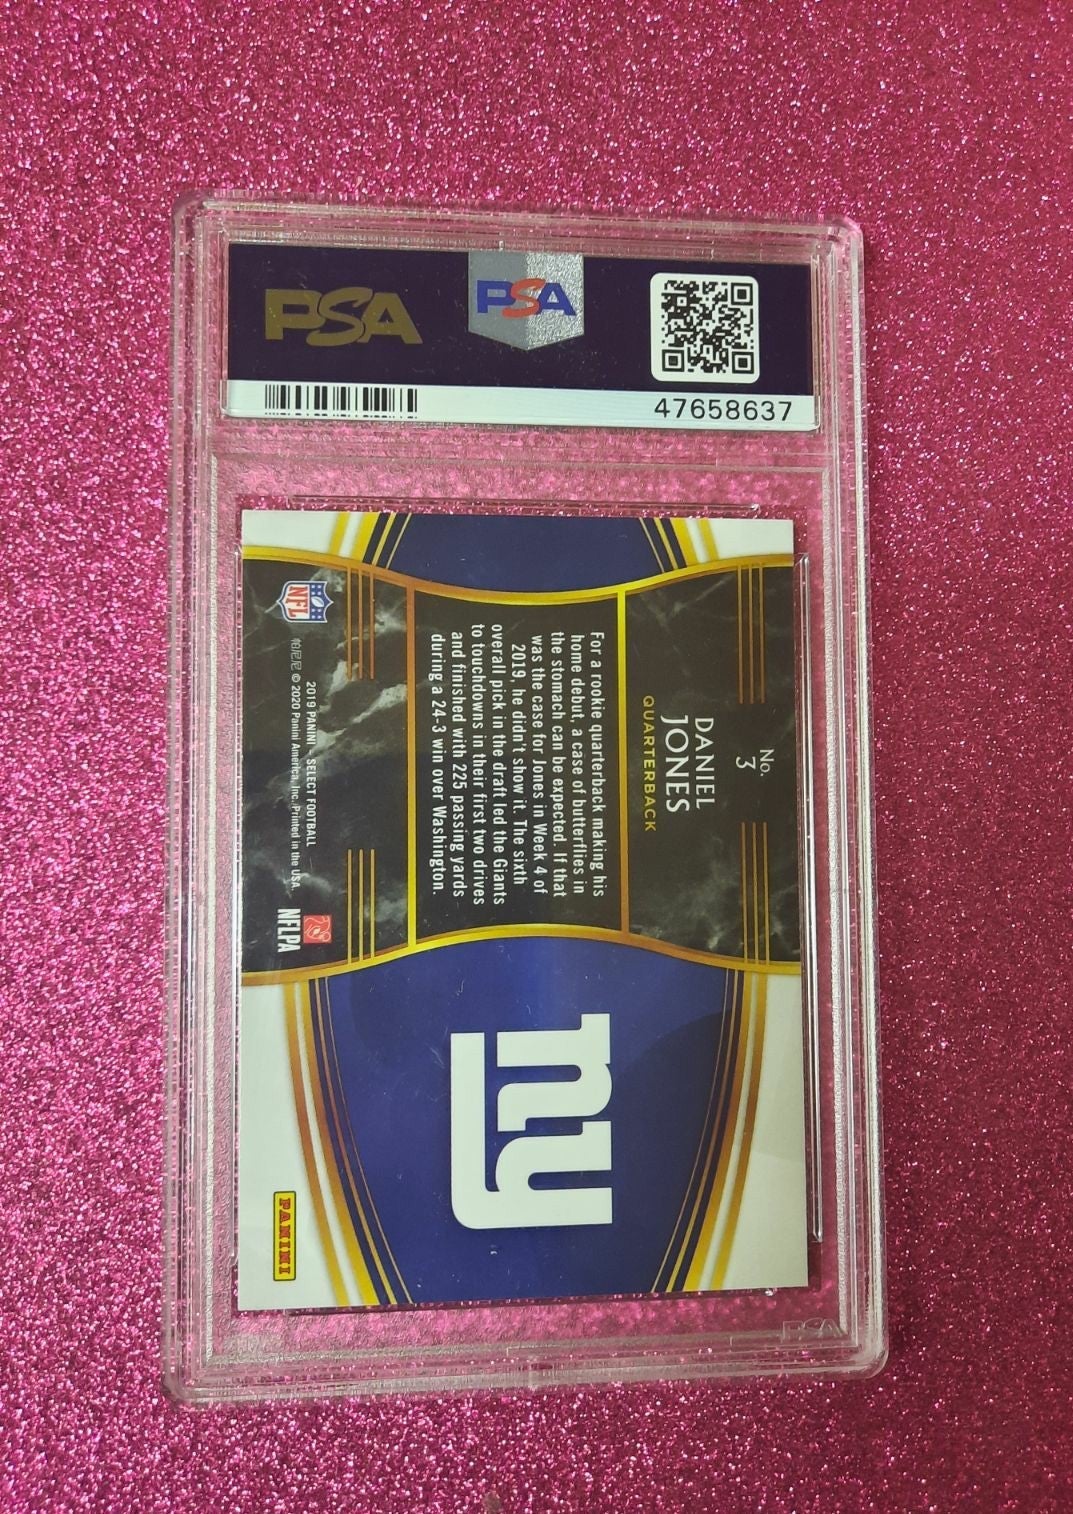 PSA
PSA
47658637
No.
3
DANIEL
JONES
QUARTERBACK
For a rookie quarterback making his
home debut, a case of butterflies in
the stomach can be expected. If that
was the case for Jones in Week 4 of
2019, he didn't show it. The sixth
overall pick in the draft led the Giants
to touchdowns in their first two drives
and finished with 225 passing yards
during a 24-3 win over Washington.
NFL
2019 PANINI - SELECT FOOTBALL
© 2020 Panini America, Inc. Printed in the USA.
NFLPA
ny
PANINI
PSA